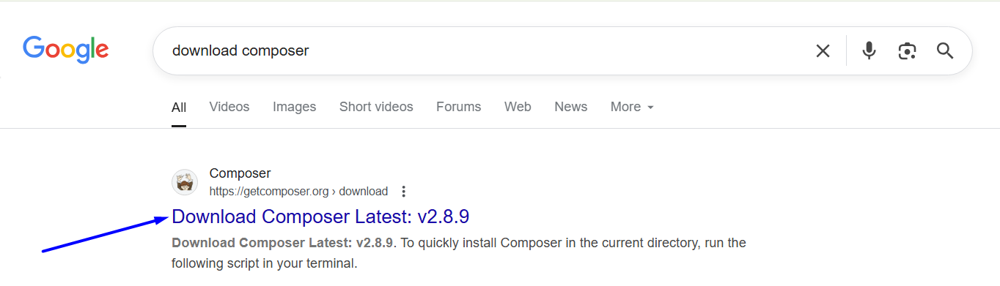 Google
download composer
All Videos Images Short videos Forums Web News More
Composer
https://getcomposer.org › download
Download Composer Latest: v2.8.9
Download Composer Latest: v2.8.9. To quickly install Composer in the current directory, run the
following script in your terminal.